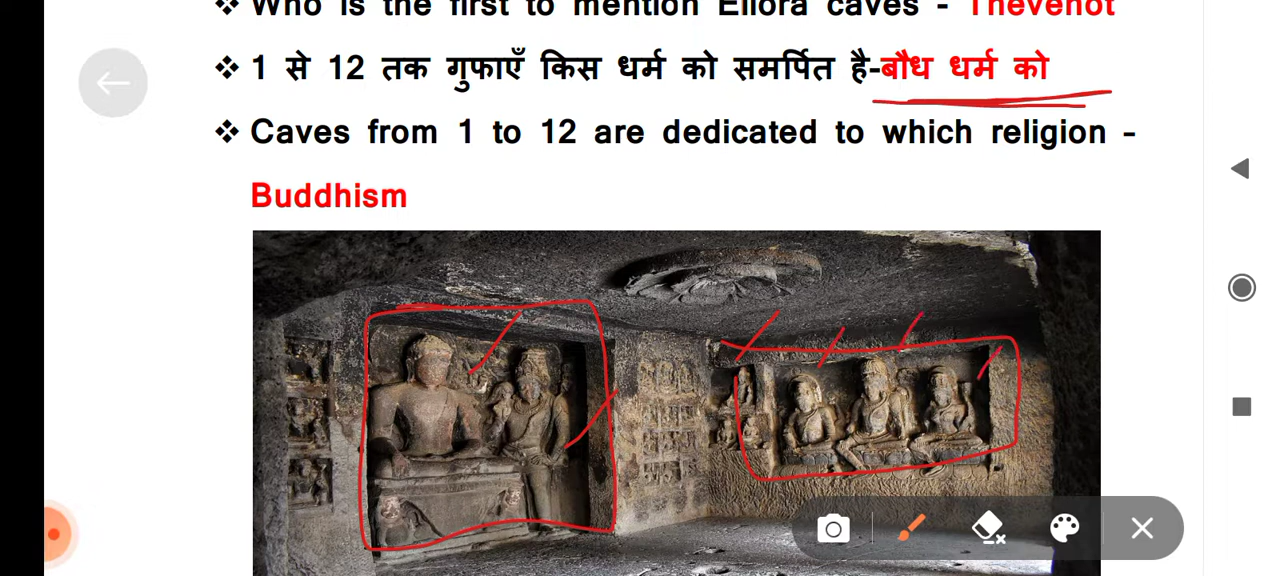 ❖ Who is the first to mention Ellora caves - Thevenot
❖ 1 से 12 तक गुफाएँ किस धर्म को समर्पित है-बौध धर्म को
❖ Caves from 1 to 12 are dedicated to which religion -
Buddhism